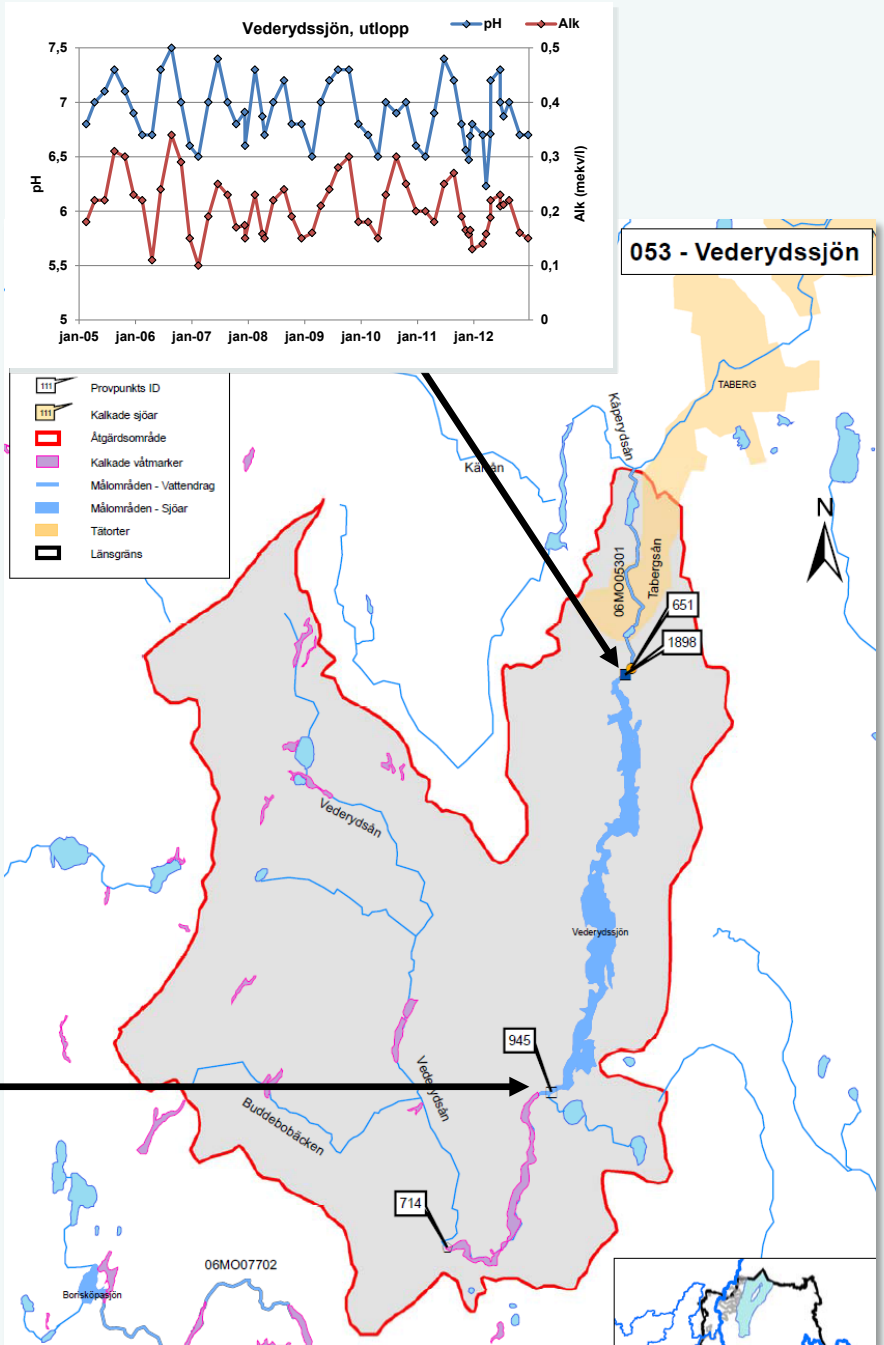 Vederydssjön, utlopp
pH
Alk
7,5
7
6,5
6
5,5
5
pH
0,5
0,4
0,3
0,2
0,1
0
Alk (mekv/l)
jan-05 jan-06 jan-07 jan-08 jan-09 jan-10 jan-11 jan-12
053 - Vederydssjön
111 Provpunkts ID
111 Kalkade sjöar
Åtgärdsområde
Kalkade våtmarker
Målområden - Vattendrag
Målområden - Sjöar
Tätorter
Länsgräns
TABERG
Kåperydsån
N
06MO05301
Tabergsån
651
1898
Vederydsån
Vederydssjön
945
Vederydsån
Buddebobäcken
714
06MO07702
Borisköpasjön